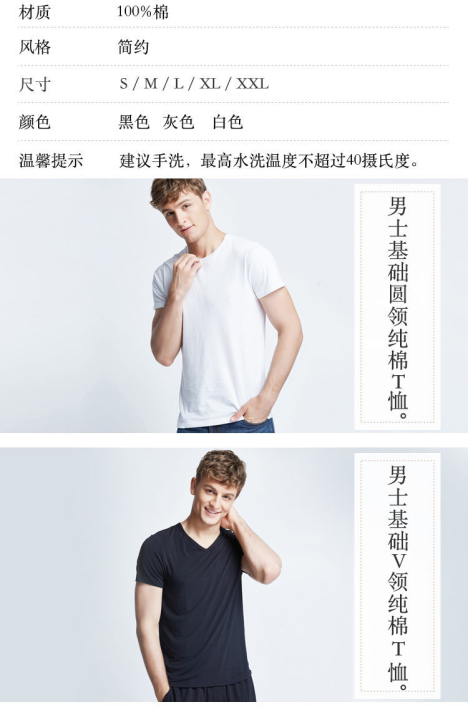 材质 100%棉
风格 简约
尺寸 S / M / L / XL / XXL
颜色 黑色 灰色 白色
温馨提示 建议手洗，最高水洗温度不超过40摄氏度。
男士基础圆领纯棉T恤。
男士基础V领纯棉T恤。